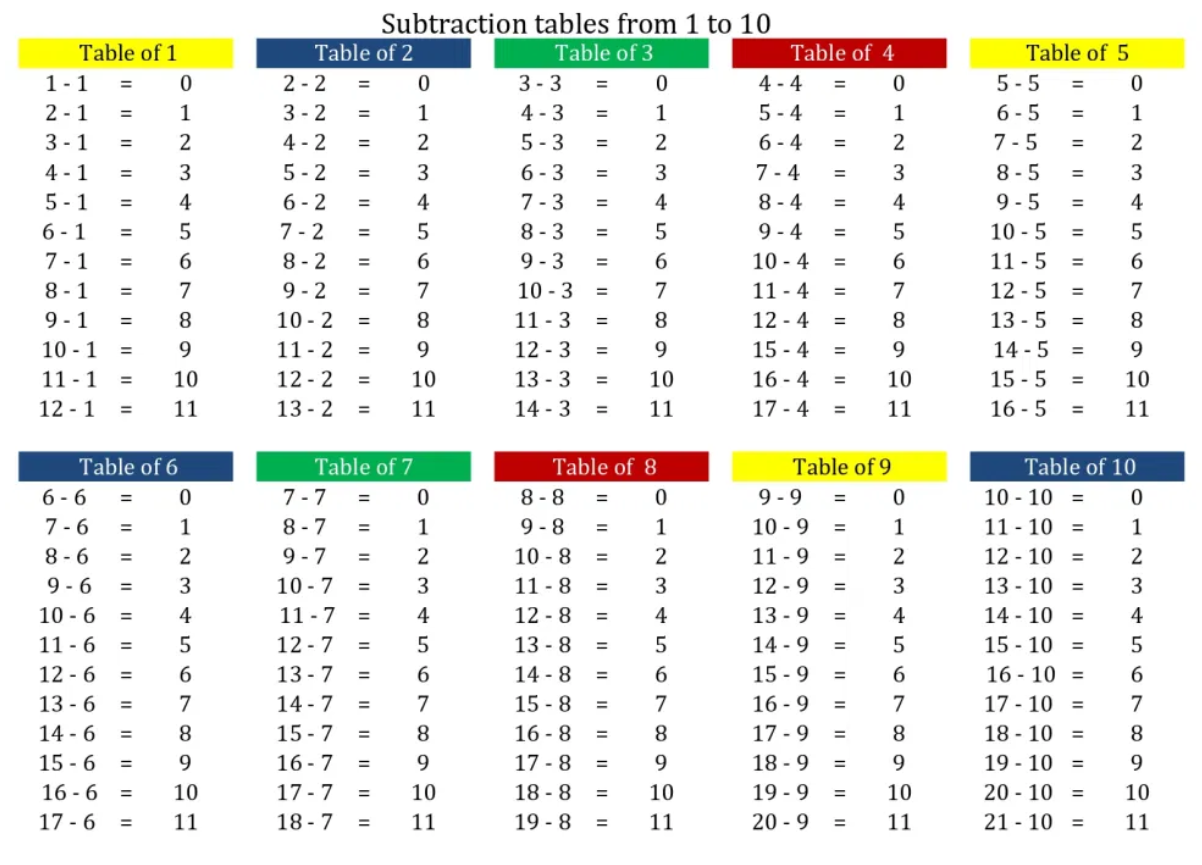 Subtraction tables from 1 to 10
Table of 1 Table of 2 Table of 3 Table of 4 Table of 5
1 - 1 = 0 2 - 2 = 0 3 - 3 = 0 4 - 4 = 0 5 - 5 = 0
2 - 1 = 1 3 - 2 = 1 4 - 3 = 1 5 - 4 = 1 6 - 5 = 1
3 - 1 = 2 4 - 2 = 2 5 - 3 = 2 6 - 4 = 2 7 - 5 = 2
4 - 1 = 3 5 - 2 = 3 6 - 3 = 3 7 - 4 = 3 8 - 5 = 3
5 - 1 = 4 6 - 2 = 4 7 - 3 = 4 8 - 4 = 4 9 - 5 = 4
6 - 1 = 5 7 - 2 = 5 8 - 3 = 5 9 - 4 = 5 10 - 5 = 5
7 - 1 = 6 8 - 2 = 6 9 - 3 = 6 10 - 4 = 6 11 - 5 = 6
8 - 1 = 7 9 - 2 = 7 10 - 3 = 7 11 - 4 = 7 12 - 5 = 7
9 - 1 = 8 10 - 2 = 8 11 - 3 = 8 12 - 4 = 8 13 - 5 = 8
10 - 1 = 9 11 - 2 = 9 12 - 3 = 9 15 - 4 = 9 14 - 5 = 9
11 - 1 = 10 12 - 2 = 10 13 - 3 = 10 16 - 4 = 10 15 - 5 = 10
12 - 1 = 11 13 - 2 = 11 14 - 3 = 11 17 - 4 = 11 16 - 5 = 11
Table of 6 Table of 7 Table of 8 Table of 9 Table of 10
6 - 6 = 0 7 - 7 = 0 8 - 8 = 0 9 - 9 = 0 10 - 10 = 0
7 - 6 = 1 8 - 7 = 1 9 - 8 = 1 10 - 9 = 1 11 - 10 = 1
8 - 6 = 2 9 - 7 = 2 10 - 8 = 2 11 - 9 = 2 12 - 10 = 2
9 - 6 = 3 10 - 7 = 3 11 - 8 = 3 12 - 9 = 3 13 - 10 = 3
10 - 6 = 4 11 - 7 = 4 12 - 8 = 4 13 - 9 = 4 14 - 10 = 4
11 - 6 = 5 12 - 7 = 5 13 - 8 = 5 14 - 9 = 5 15 - 10 = 5
12 - 6 = 6 13 - 7 = 6 14 - 8 = 6 15 - 9 = 6 16 - 10 = 6
13 - 6 = 7 14 - 7 = 7 15 - 8 = 7 16 - 9 = 7 17 - 10 = 7
14 - 6 = 8 15 - 7 = 8 16 - 8 = 8 17 - 9 = 8 18 - 10 = 8
15 - 6 = 9 16 - 7 = 9 17 - 8 = 9 18 - 9 = 9 19 - 10 = 9
16 - 6 = 10 17 - 7 = 10 18 - 8 = 10 19 - 9 = 10 20 - 10 = 10
17 - 6 = 11 18 - 7 = 11 19 - 8 = 11 20 - 9 = 11 21 - 10 = 11